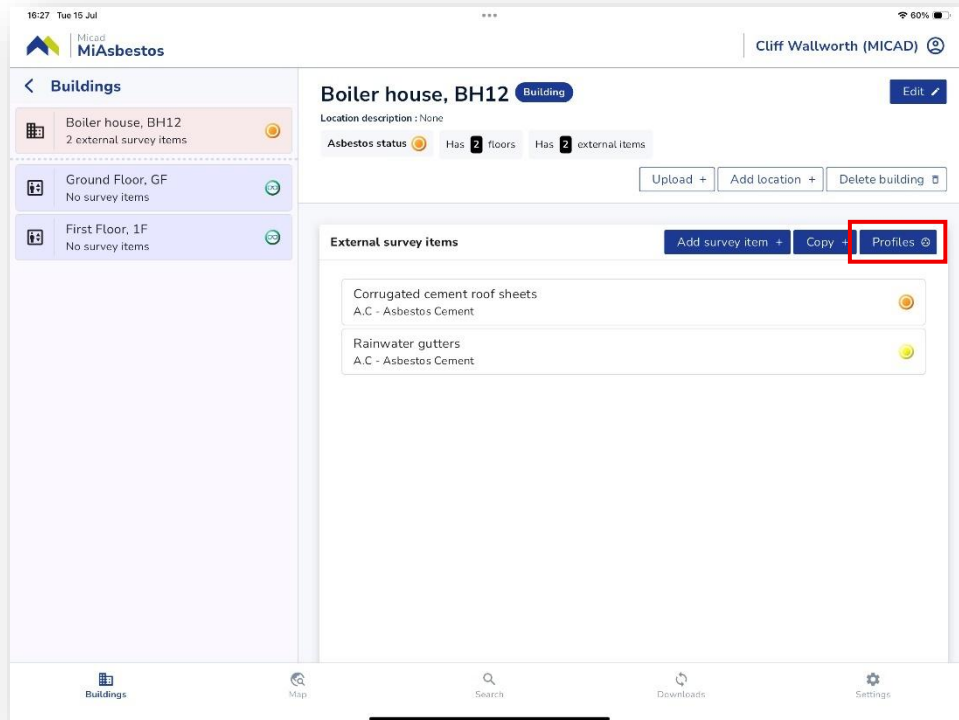 16:27 Tue 15 Jul
60%
Micad
MiAsbestos
Cliff Wallworth (MICAD)
Buildings
Boiler house, BH12
2 external survey items
Ground Floor, GF
No survey items
First Floor, 1F
No survey items
Boiler house, BH12 Building
Edit
Location description : None
Asbestos status Has 2 floors Has 2 external items
Upload + Add location + Delete building
External survey items Add survey item + Copy + Profiles
Corrugated cement roof sheets
A.C - Asbestos Cement
Rainwater gutters
A.C - Asbestos Cement
Buildings Map Search Downloads Settings